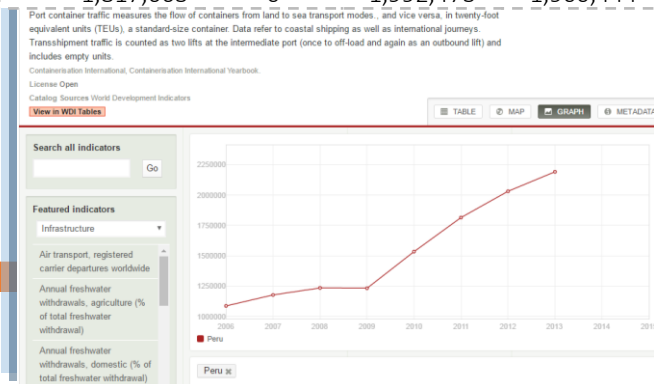 Port container traffic measures the flow of containers from land to sea transport modes., and vice versa, in twenty-foot
equivalent units (TEUs), a standard-size container. Data refer to coastal shipping as well as international journeys.
Transshipment traffic is counted as two lifts at the intermediate port (once to off-load and again as an outbound lift) and
includes empty units.
Containerisation International, Containerisation International Yearbook.
License Open
Catalog Sources World Development Indicators
View in WDI Tables
TABLE MAP GRAPH METADATA
Search all indicators
Go
Featured indicators
Infrastructure
Air transport, registered
carrier departures worldwide
Annual freshwater
withdrawals, agriculture (%
of total freshwater
withdrawal)
Annual freshwater
withdrawals, domestic (% of
total freshwater withdrawal)
2250000
2000000
1750000
1500000
1250000
1000000
2006 2007 2008 2009 2010 2011 2012 2013 2014
Peru
Peru x